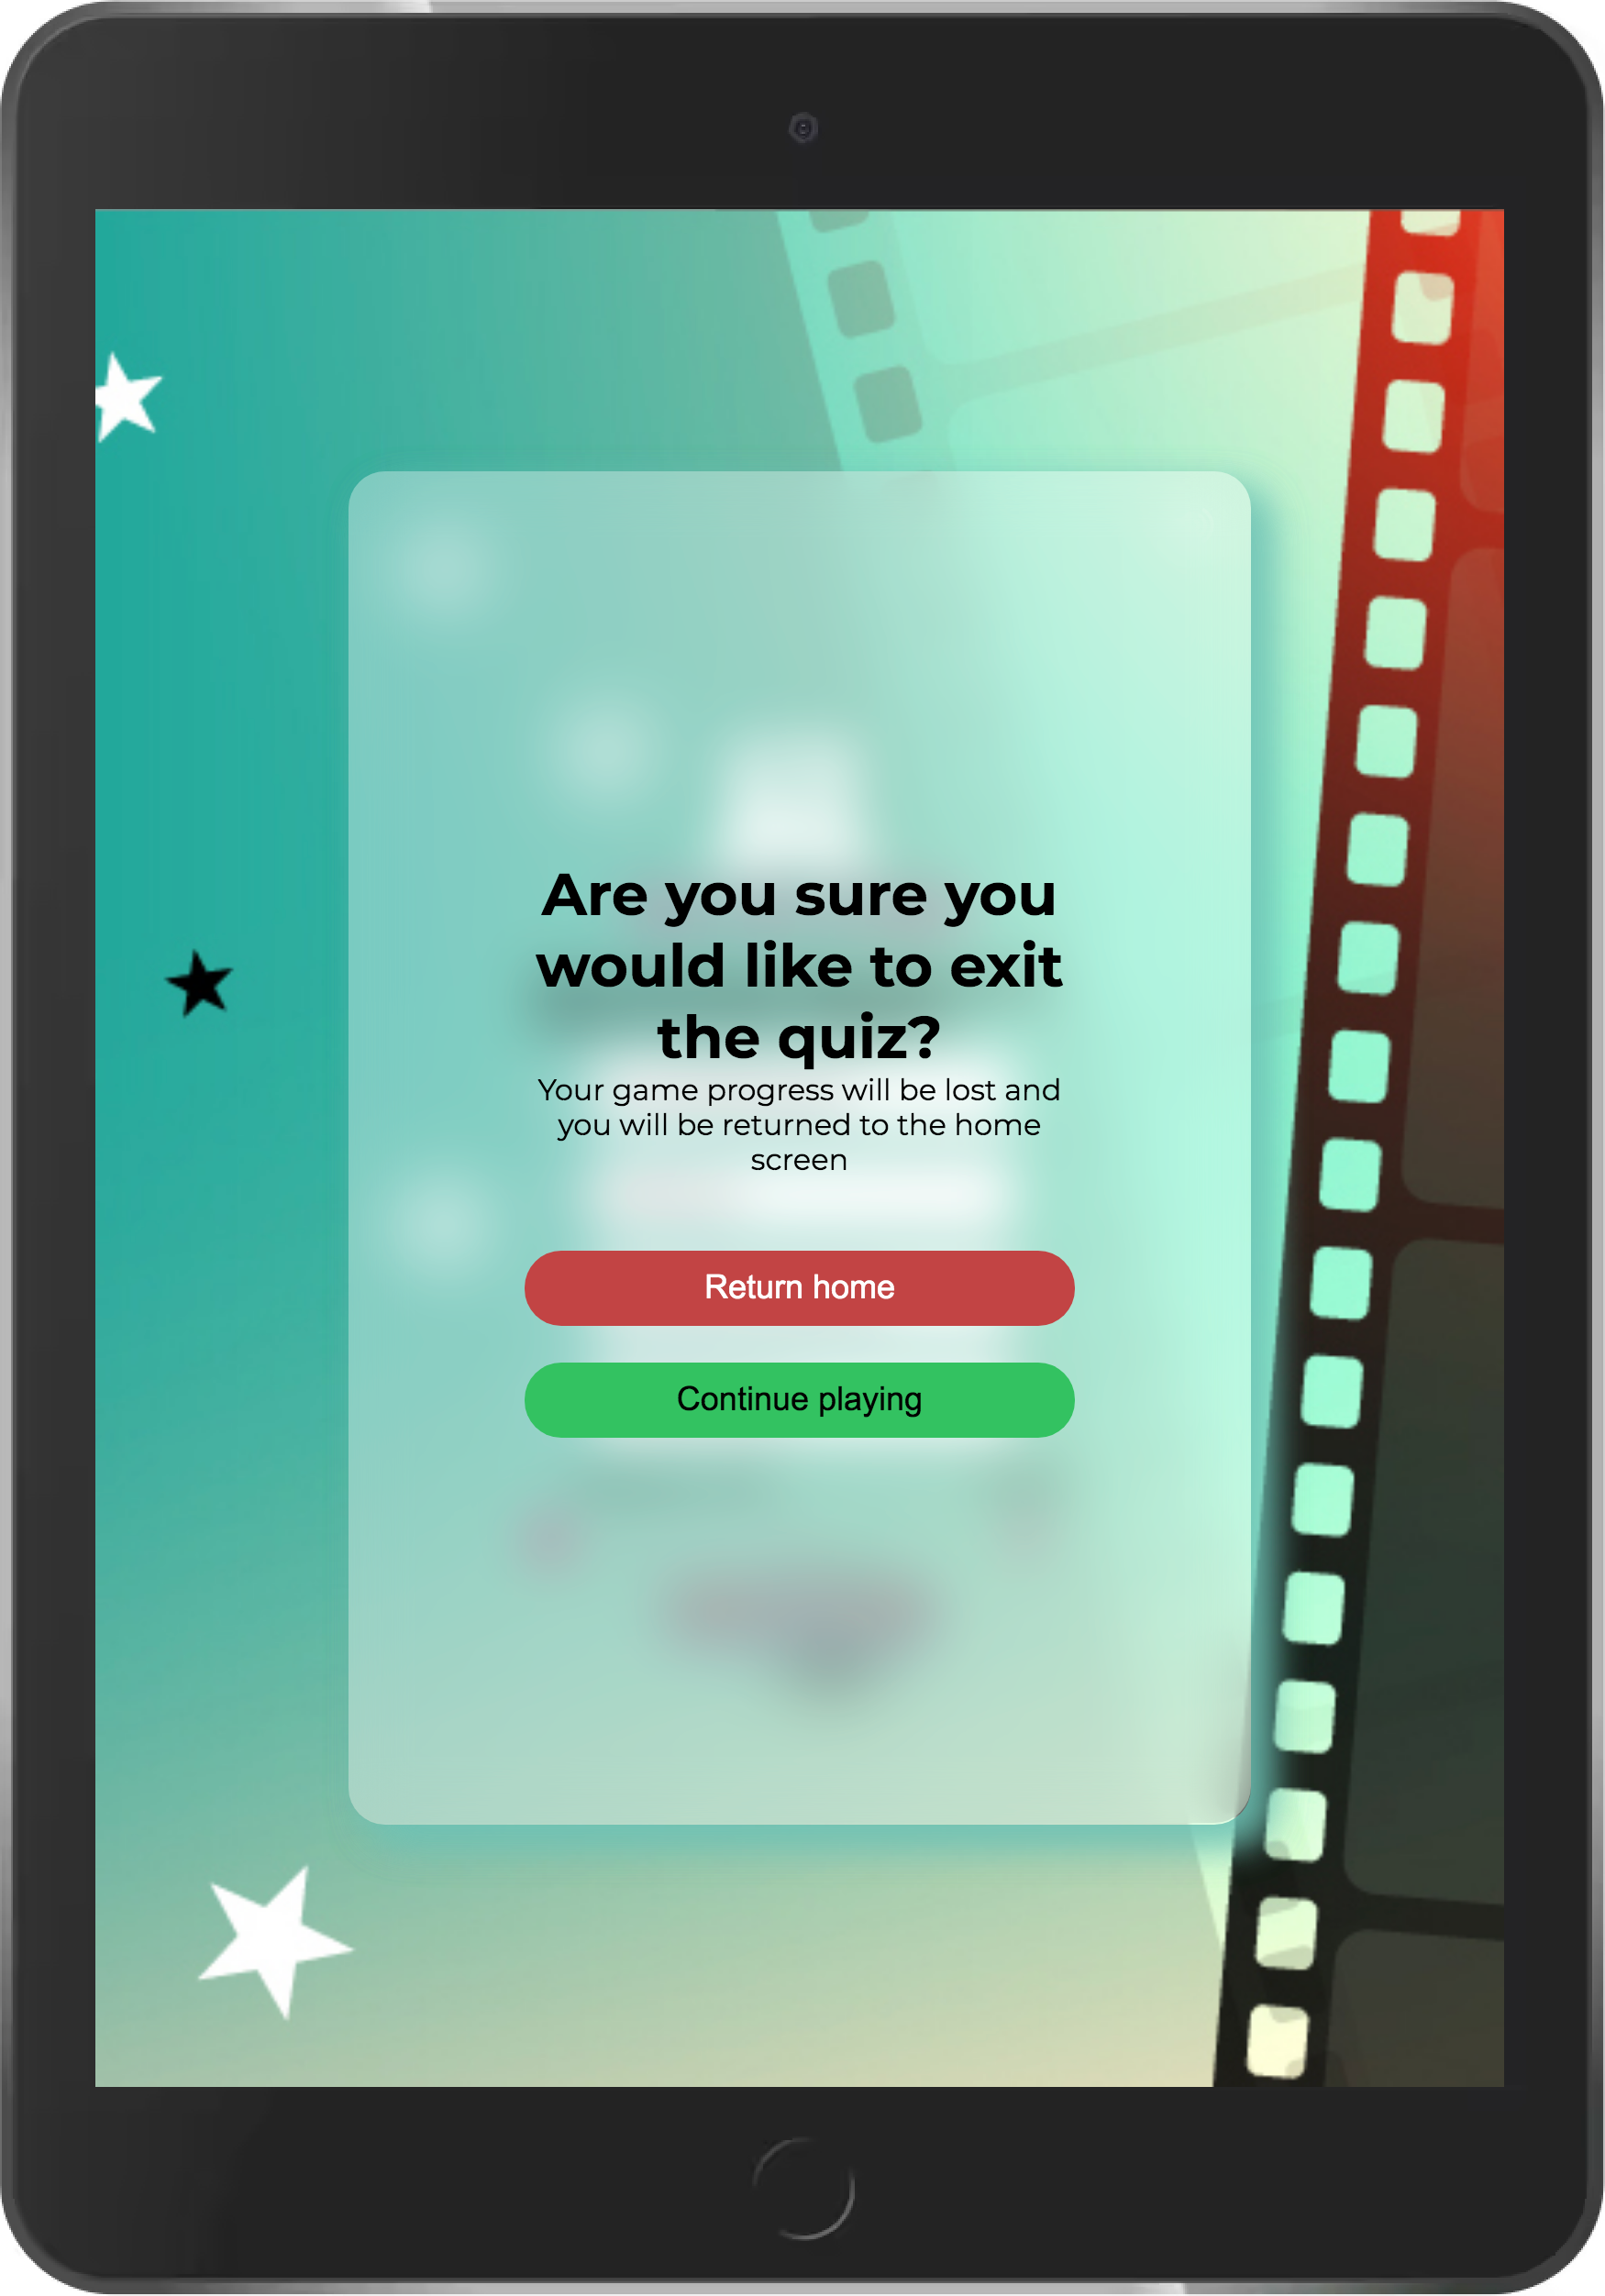 Are you sure you
would like to exit
the quiz?
Your game progress will be lost and
you will be returned to the home
screen
Return home
Continue playing